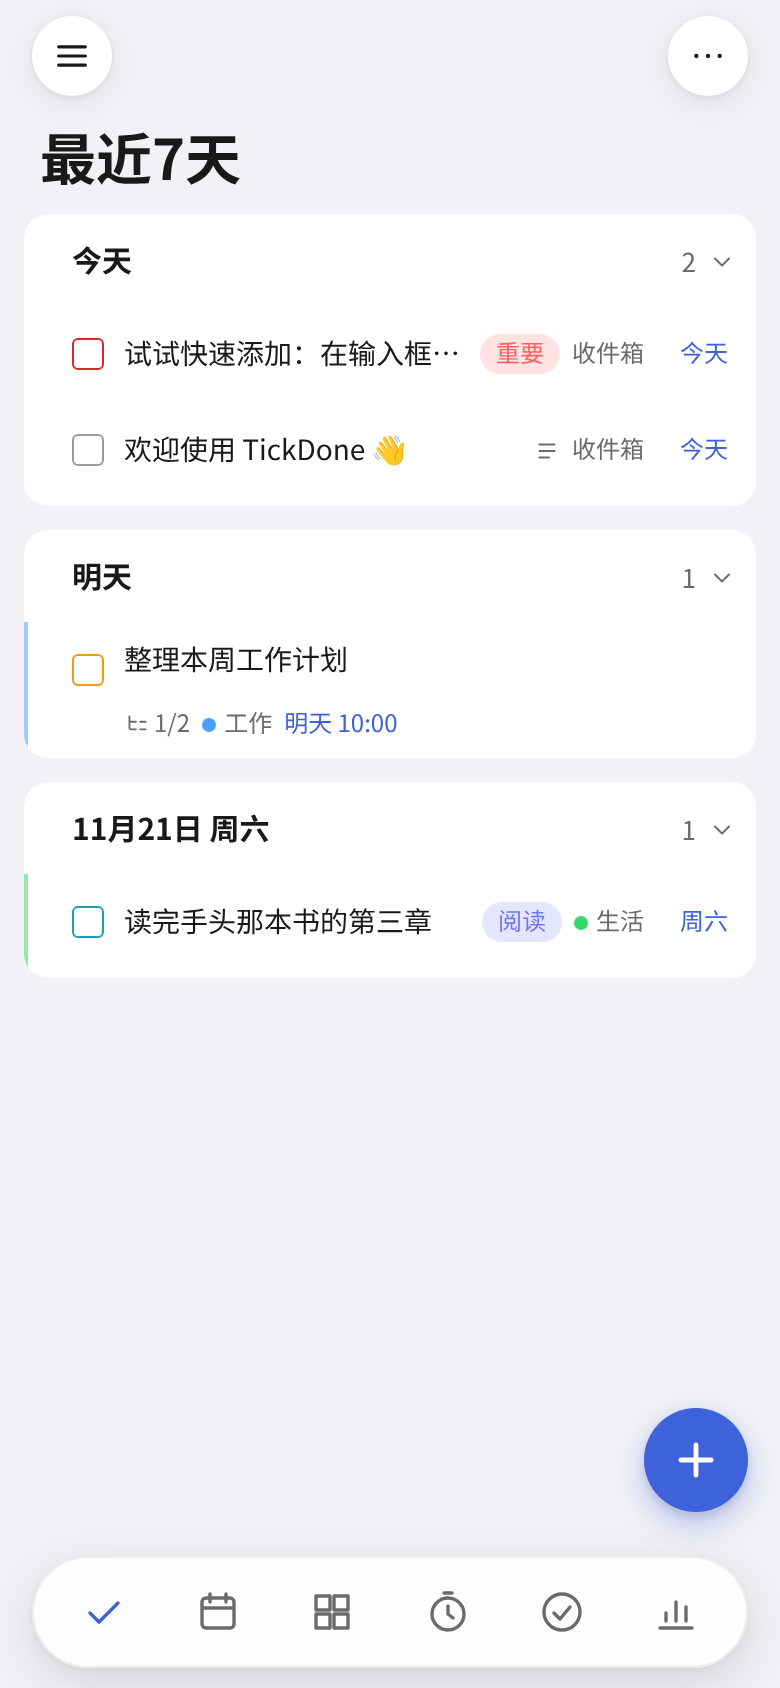 最近7天
今天 2
试试快速添加：在输入框… 重要 收件箱 今天
欢迎使用 TickDone 👋 收件箱 今天
明天 1
整理本周工作计划
1/2 工作 明天 10:00
11月21日 周六 1
读完手头那本书的第三章 阅读 生活 周六